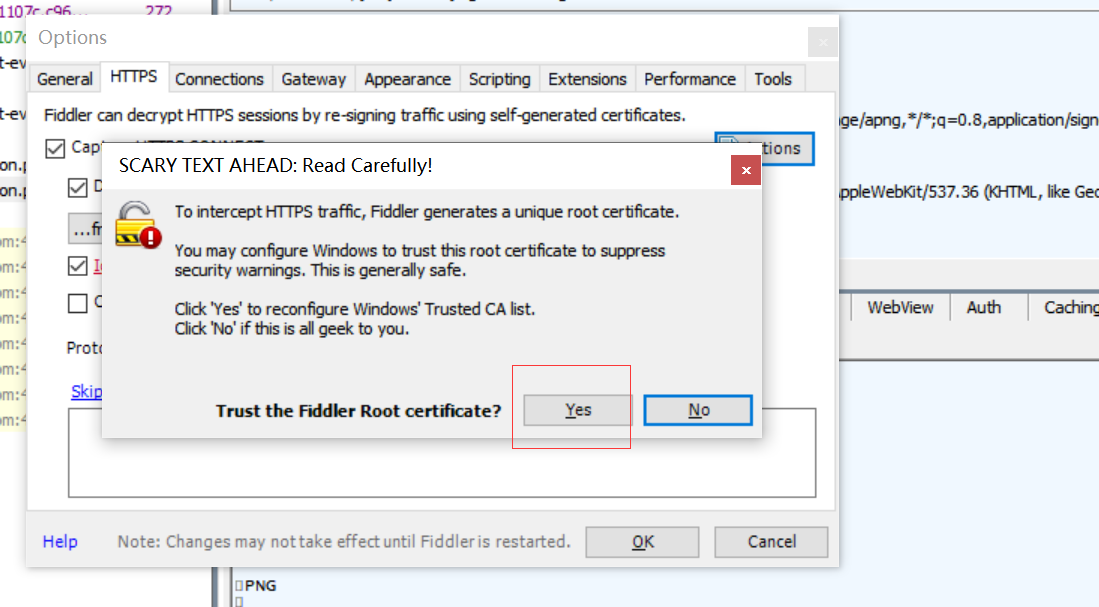 272
Options
General HTTPS Connections Gateway Appearance Scripting Extensions Performance Tools
Fiddler can decrypt HTTPS sessions by re-signing traffic using self-generated certificates.
ge/apng,*/*;q=0.8,application/sign
SCARY TEXT AHEAD: Read Carefully!
AppleWebKit/537.36 (KHTML, like Gec
To intercept HTTPS traffic, Fiddler generates a unique root certificate.
You may configure Windows to trust this root certificate to suppress
security warnings. This is generally safe.
Click 'Yes' to reconfigure Windows' Trusted CA list.
Click 'No' if this is all geek to you.
WebView Auth Caching
Skip
Trust the Fiddler Root certificate? Yes No
Help Note: Changes may not take effect until Fiddler is restarted. OK Cancel
PNG